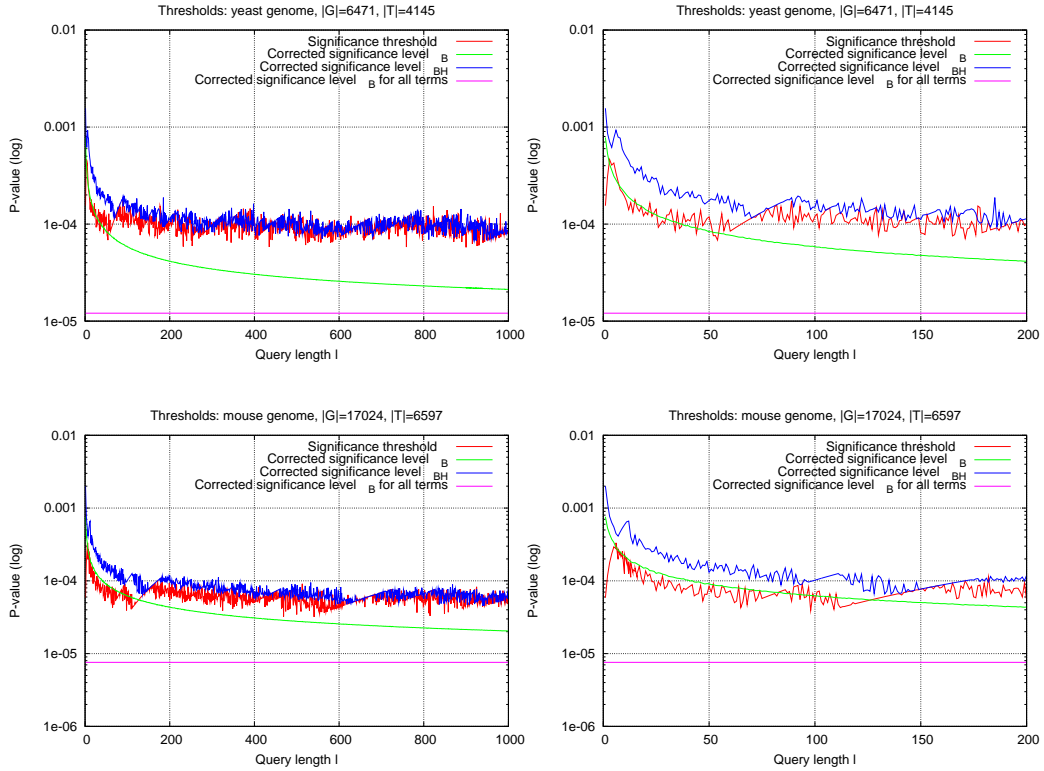 Thresholds: yeast genome, |G|=6471, |T|=4145
0.01
Significance threshold
Corrected significance level B
Corrected significance level BH
Corrected significance level B for all terms
0.001
1e-04
1e-05
P-value (log)
0 200 400 600 800 1000
Query length l
Thresholds: yeast genome, |G|=6471, |T|=4145
0.01
Significance threshold
Corrected significance level B
Corrected significance level BH
Corrected significance level B for all terms
0.001
1e-04
1e-05
P-value (log)
0 50 100 150 200
Query length l
Thresholds: mouse genome, |G|=17024, |T|=6597
0.01
Significance threshold
Corrected significance level B
Corrected significance level BH
Corrected significance level B for all terms
0.001
1e-04
1e-05
1e-06
P-value (log)
0 200 400 600 800 1000
Query length l
Thresholds: mouse genome, |G|=17024, |T|=6597
0.01
Significance threshold
Corrected significance level B
Corrected significance level BH
Corrected significance level B for all terms
0.001
1e-04
1e-05
1e-06
P-value (log)
0 50 100 150 200
Query length l